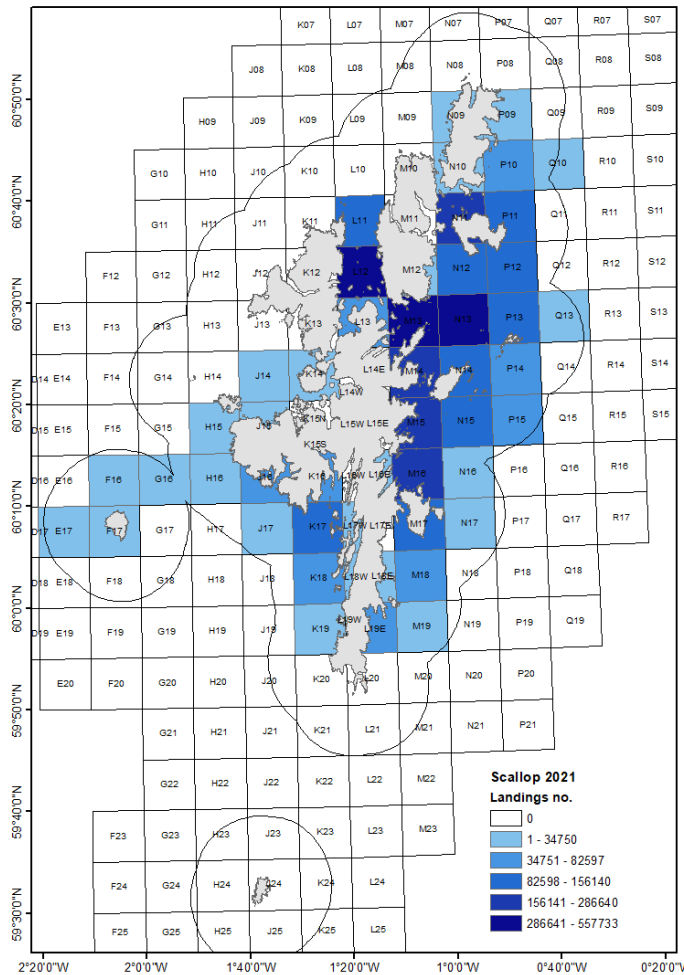 K07 L07 M07 N07 P07 Q07 R07 S07
J08 K08 L08 M08 N08 P08 Q08 R08 S08
60°50'0"N
H09 J09 K09 L09 M09 N09 P09 Q09 R09 S09
G10 H10 J10 K10 L10 M10 N10 P10 Q10 R10 S10
60°40'0"N
G11 H11 J11 K11 L11 M11 N11 P11 Q11 R11 S11
F12 G12 H12 J12 K12 L12 M12 N12 P12 Q12 R12 S12
60°30'0"N
E13 F13 G13 H13 J13 K13 L13 M13 N13 P13 Q13 R13 S13
D14 E14 F14 G14 H14 J14 K14 L14E M14 N14 P14 Q14 R14 S14
L14W
60°20'0"N
D15 E15 F15 G15 H15 J15 K15N L15W L15E M15 N15 P15 Q15 R15 S15
K15S
D16 E16 F16 G16 H16 J16 K16 L16W L16E M16 N16 P16 Q16 R16
60°10'0"N
D17 E17 F17 G17 H17 J17 K17 L17W L17E M17 N17 P17 Q17 R17
D18 E18 F18 G18 H18 J18 K18 L18W L18E M18 N18 P18 Q18
60°0'0"N
D19 E19 F19 G19 H19 J19 K19 L19W L19E M19 N19 P19 Q19
E20 F20 G20 H20 J20 K20 L20 M20 N20 P20
59°50'0"N
G21 H21 J21 K21 L21 M21 N21 P21
G22 H22 J22 K22 L22 M22
59°40'0"N
F23 G23 H23 J23 K23 L23 M23
F24 G24 H24 J24 K24 L24
59°30'0"N
F25 G25 H25 J25 K25 L25
Scallop 2021
Landings no.
0
1 - 34750
34751 - 82597
82598 - 156140
156141 - 286640
286641 - 557733
2°20'0"W 2°0'0"W 1°40'0"W 1°20'0"W 1°0'0"W 0°40'0"W 0°20'0"W